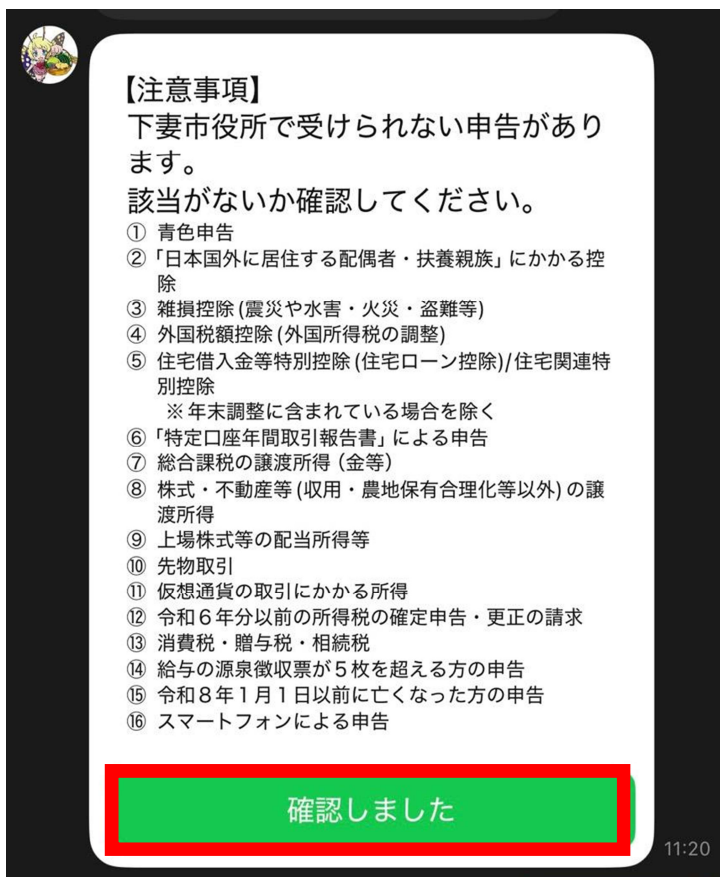 【注意事項】
下妻市役所で受けられない申告があり
ます。
該当がないか確認してください。
① 青色申告
② 「日本国外に居住する配偶者・扶養親族」にかかる控
除
③ 雑損控除(震災や水害・火災・盗難等)
④ 外国税額控除(外国所得税の調整)
⑤ 住宅借入金等特別控除(住宅ローン控除)/住宅関連特
別控除
※年末調整に含まれている場合を除く
⑥ 「特定口座年間取引報告書」による申告
⑦ 総合課税の譲渡所得（金等）
⑧ 株式・不動産等(収用・農地保有合理化等以外)の譲
渡所得
⑨ 上場株式等の配当所得等
⑩ 先物取引
⑪ 仮想通貨の取引にかかる所得
⑫ 令和６年分以前の所得税の確定申告・更正の請求
⑬ 消費税・贈与税・相続税
⑭ 給与の源泉徴収票が５枚を超える方の申告
⑮ 令和８年１月１日以前に亡くなった方の申告
⑯ スマートフォンによる申告
確認しました
11:20